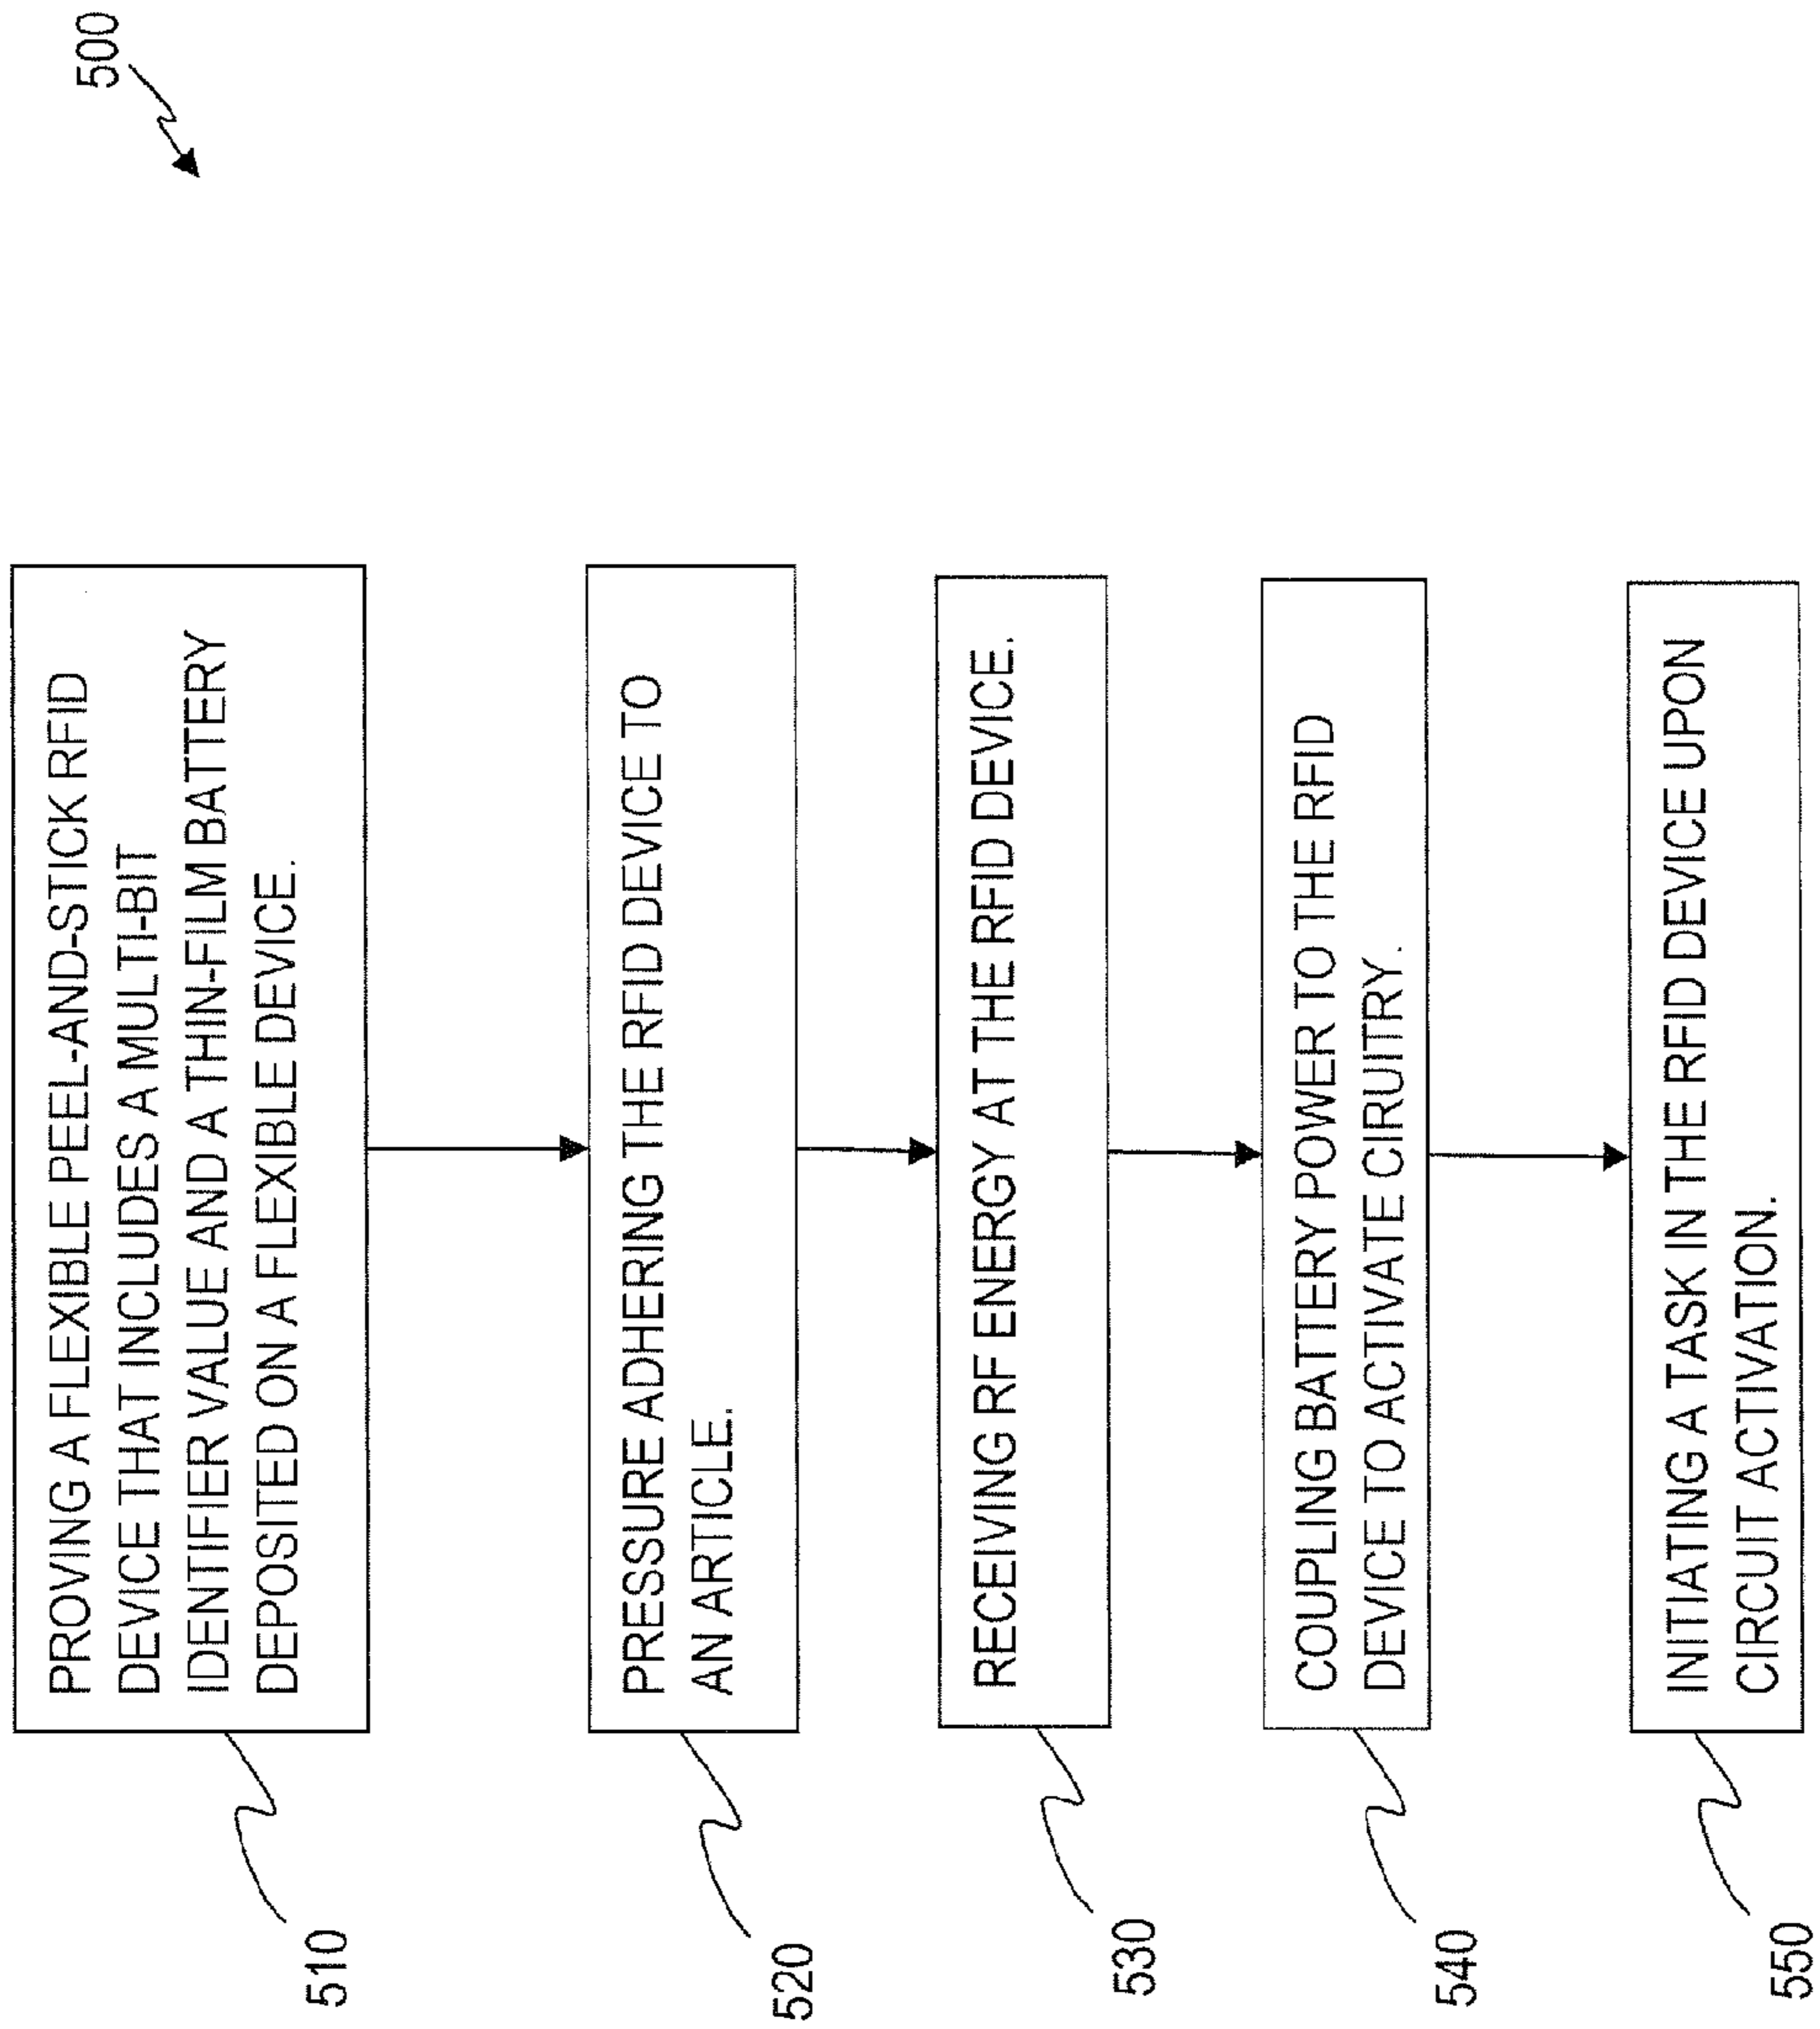 500
PROVING A FLEXIBLE PEEL-AND-STICK RFID
DEVICE THAT INCLUDES A MULTI-BIT
IDENTIFIER VALUE AND A THIN-FILM BATTERY
DEPOSITED ON A FLEXIBLE DEVICE.
510
PRESSURE ADHERING THE RFID DEVICE TO
AN ARTICLE.
520
RECEIVING RF ENERGY AT THE RFID DEVICE.
530
COUPLING BATTERY POWER TO THE RFID
DEVICE TO ACTIVATE CIRUITRY.
540
INITIATING A TASK IN THE RFID DEVICE UPON
CIRCUIT ACTIVATION.
550